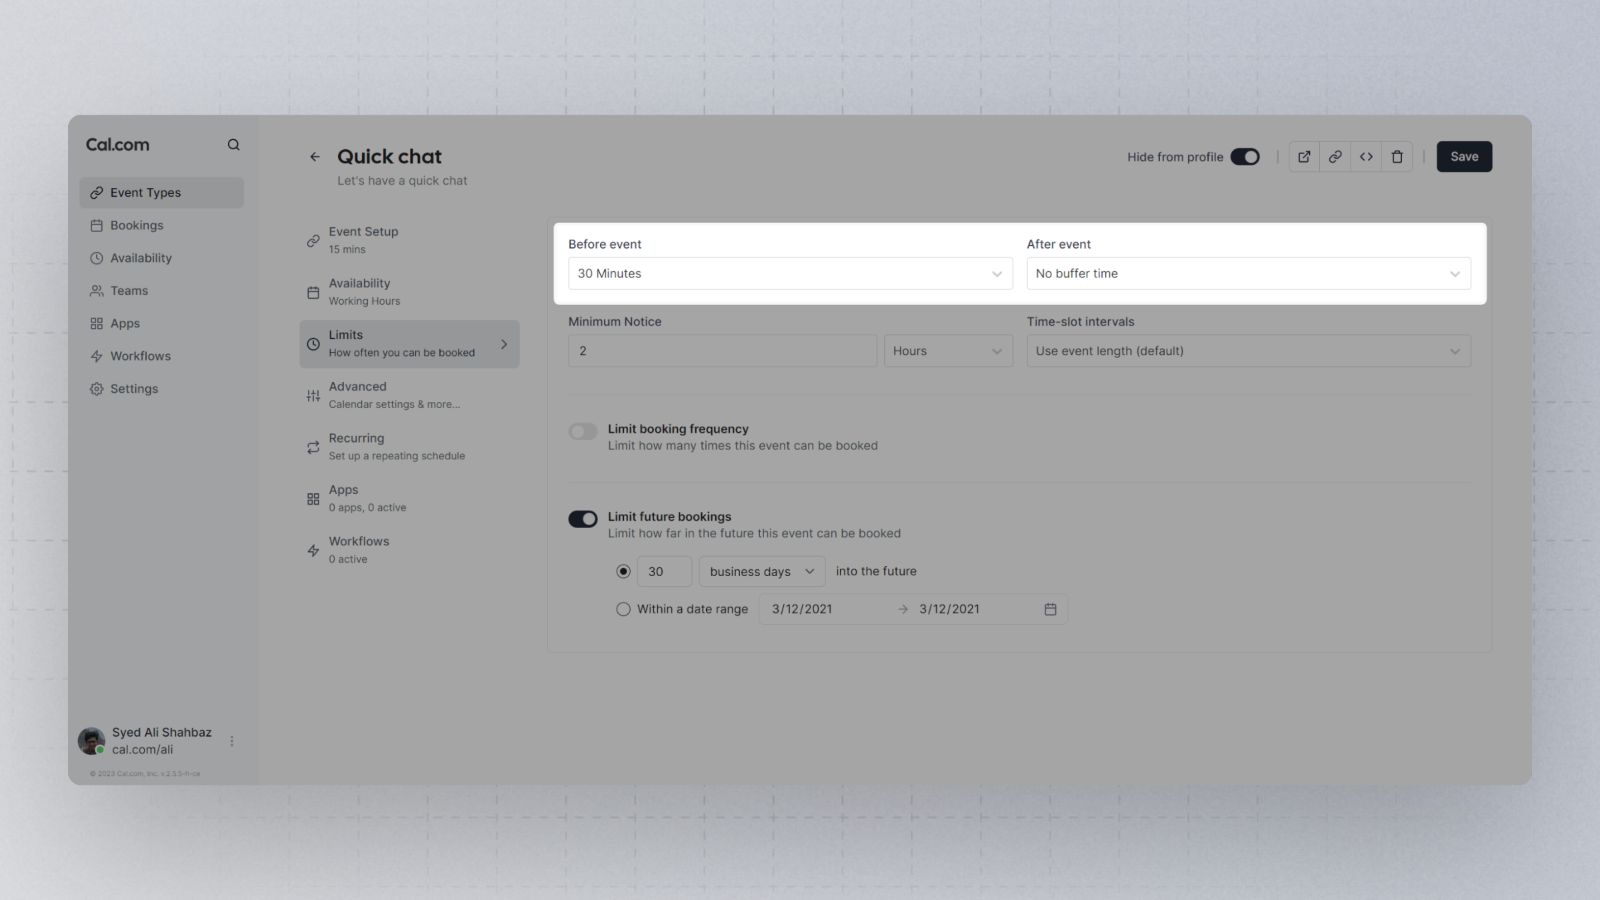 Cal.com
Event Types
Bookings
Availability
Teams
Apps
Workflows
Settings
Syed Ali Shahbaz
cal.com/ali
© 2023 Cal.com, Inc. v.2.5.5-h-ca
Quick chat
Let's have a quick chat
Hide from profile
Save
Event Setup
15 mins
Availability
Working Hours
Limits
How often you can be booked
Advanced
Calendar settings & more...
Recurring
Set up a repeating schedule
Apps
0 apps, 0 active
Workflows
0 active
Before event
After event
30 Minutes
No buffer time
Minimum Notice
Time-slot intervals
2
Hours
Use event length (default)
Limit booking frequency
Limit how many times this event can be booked
Limit future bookings
Limit how far in the future this event can be booked
30 business days into the future
Within a date range 3/12/2021 → 3/12/2021